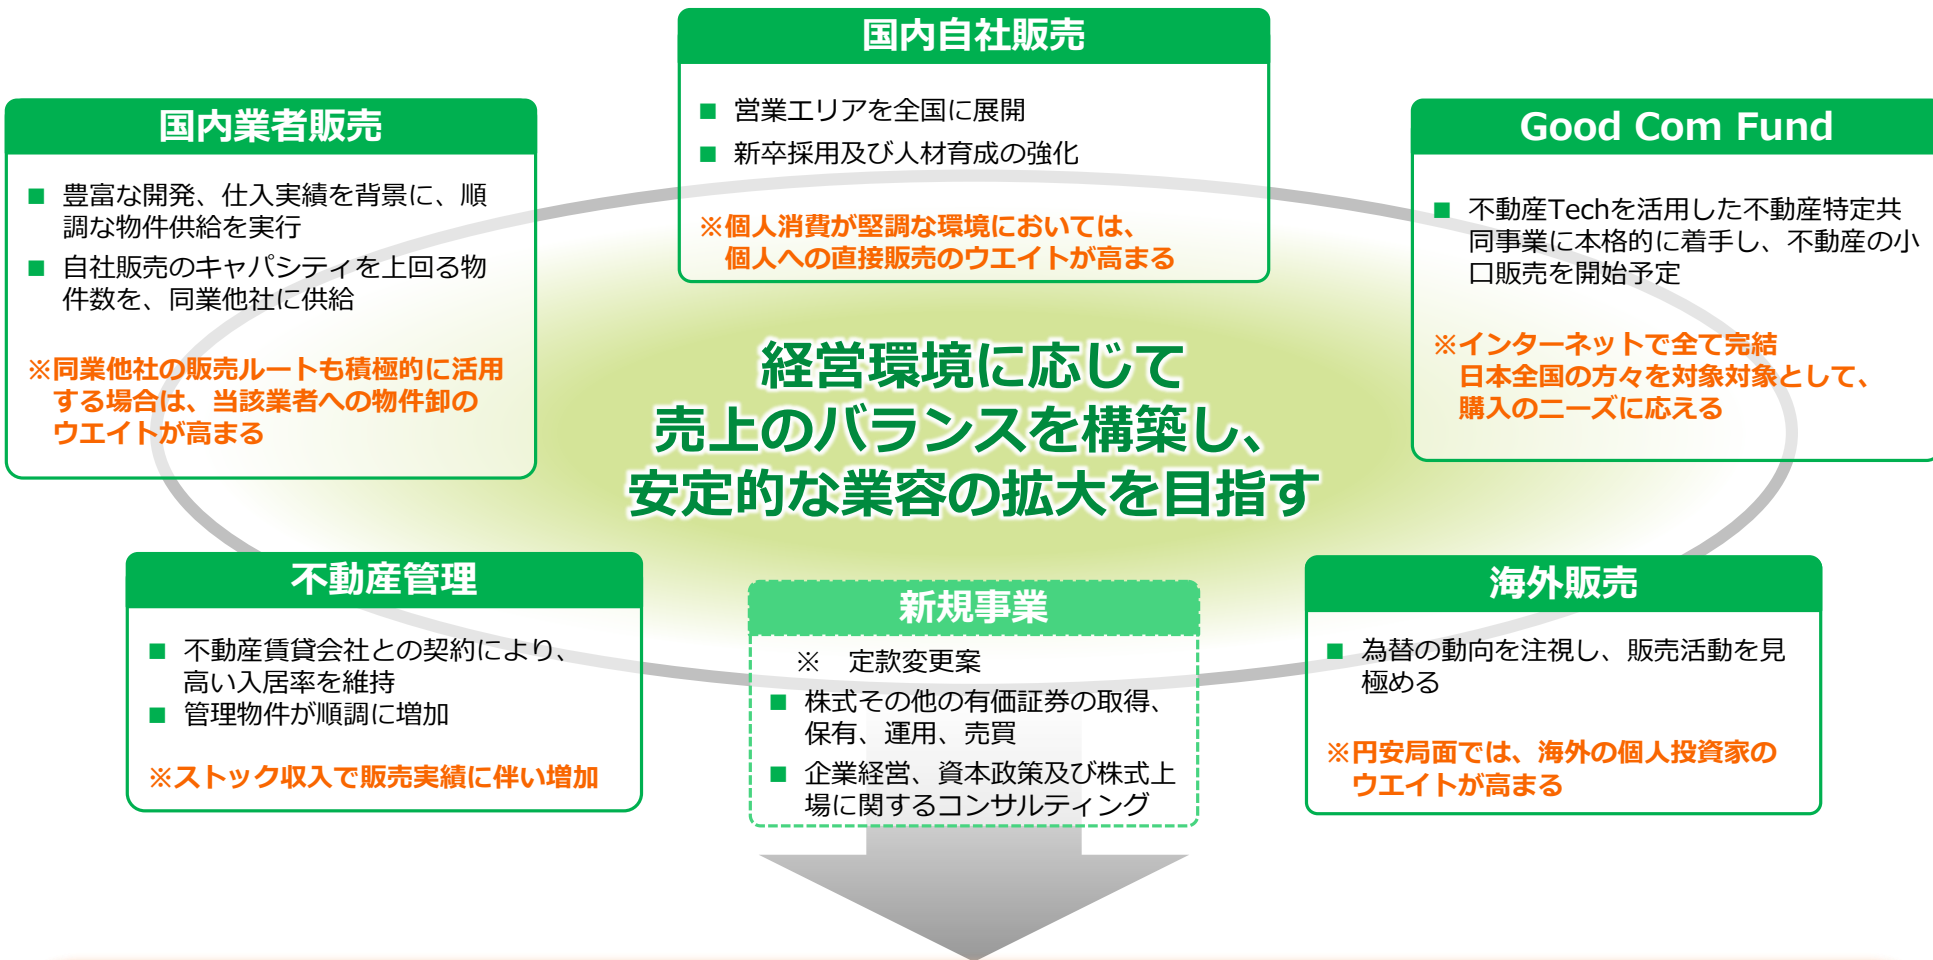 国内自社販売
■ 営業エリアを全国に展開
■ 新卒採用及び人材育成の強化
※個人消費が堅調な環境においては、
個人への直接販売のウエイトが高まる
国内業者販売
■ 豊富な開発、仕入実績を背景に、順
調な物件供給を実行
■ 自社販売のキャパシティを上回る物
件数を、同業他社に供給
※同業他社の販売ルートも積極的に活用
する場合は、当該業者への物件卸の
ウエイトが高まる
Good Com Fund
■ 不動産Techを活用した不動産特定共
同事業に本格的に着手し、不動産の小
口販売を開始予定
※インターネットで全て完結
日本全国の方々を対象対象として、
購入のニーズに応える
経営環境に応じて
売上のバランスを構築し、
安定的な業容の拡大を目指す
不動産管理
■ 不動産賃貸会社との契約により、
高い入居率を維持
■ 管理物件が順調に増加
※ストック収入で販売実績に伴い増加
新規事業
※ 定款変更案
■ 株式その他の有価証券の取得、
保有、運用、売買
■ 企業経営、資本政策及び株式上
場に関するコンサルティング
海外販売
■ 為替の動向を注視し、販売活動を見
極める
※円安局面では、海外の個人投資家の
ウエイトが高まる